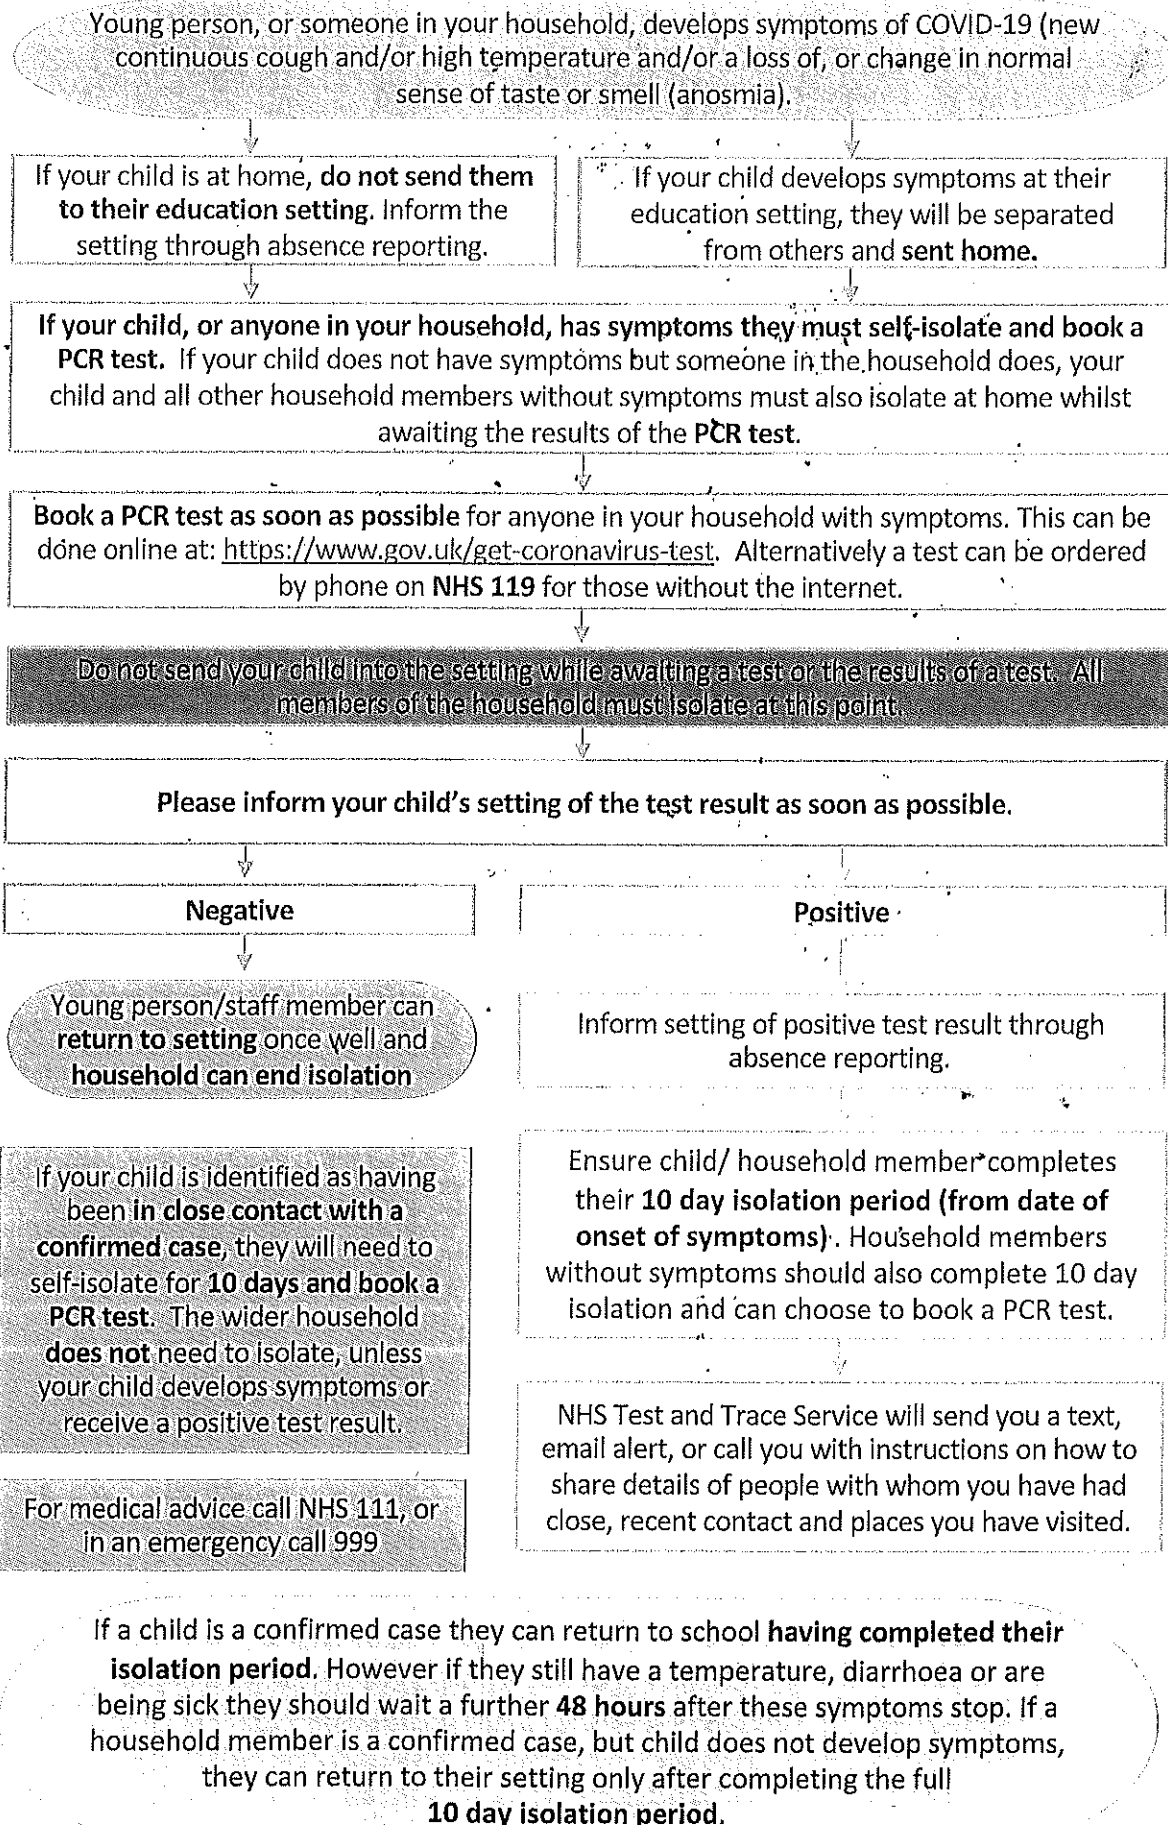 Young person, or someone in your household, develops symptoms of COVID-19 (new
continuous cough and/or high temperature and/or a loss of, or change in normal
sense of taste or smell (anosmia).
If your child is at home, do not send them
to their education setting. Inform the
setting through absence reporting.
If your child develops symptoms at their
education setting, they will be separated
from others and sent home.
If your child, or anyone in your household, has symptoms they must self-isolate and book a
PCR test. If your child does not have symptoms but someone in the household does, your
child and all other household members without symptoms must also isolate at home whilst
awaiting the results of the PCR test.
Book a PCR test as soon as possible for anyone in your household with symptoms. This can be
done online at: https://www.gov.uk/get-coronavirus-test. Alternatively a test can be ordered
by phone on NHS 119 for those without the internet.
Do not send your child into the setting while awaiting a test or the results of a test. All
members of the household must isolate at this point.
Please inform your child's setting of the test result as soon as possible.
Negative
Young person/staff member can
return to setting once well and
household can end isolation
Positive
Inform setting of positive test result through
absence reporting.
Ensure child/ household member completes
their 10 day isolation period (from date of
onset of symptoms). Household members
without symptoms should also complete 10 day
isolation and can choose to book a PCR test.
NHS Test and Trace Service will send you a text,
email alert, or call you with instructions on how to
share details of people with whom you have had
close, recent contact and places you have visited.
If your child is identified as having
been in close contact with a
confirmed case, they will need to
self-isolate for 10 days and book a
PCR test. The wider household
does not need to isolate, unless
your child develops symptoms or
receive a positive test result.
For medical advice call NHS 111, or
in an emergency call 999
If a child is a confirmed case they can return to school having completed their
isolation period. However if they still have a temperature, diarrhoea or are
being sick they should wait a further 48 hours after these symptoms stop. If a
household member is a confirmed case, but child does not develop symptoms,
they can return to their setting only after completing the full
10 day isolation period.